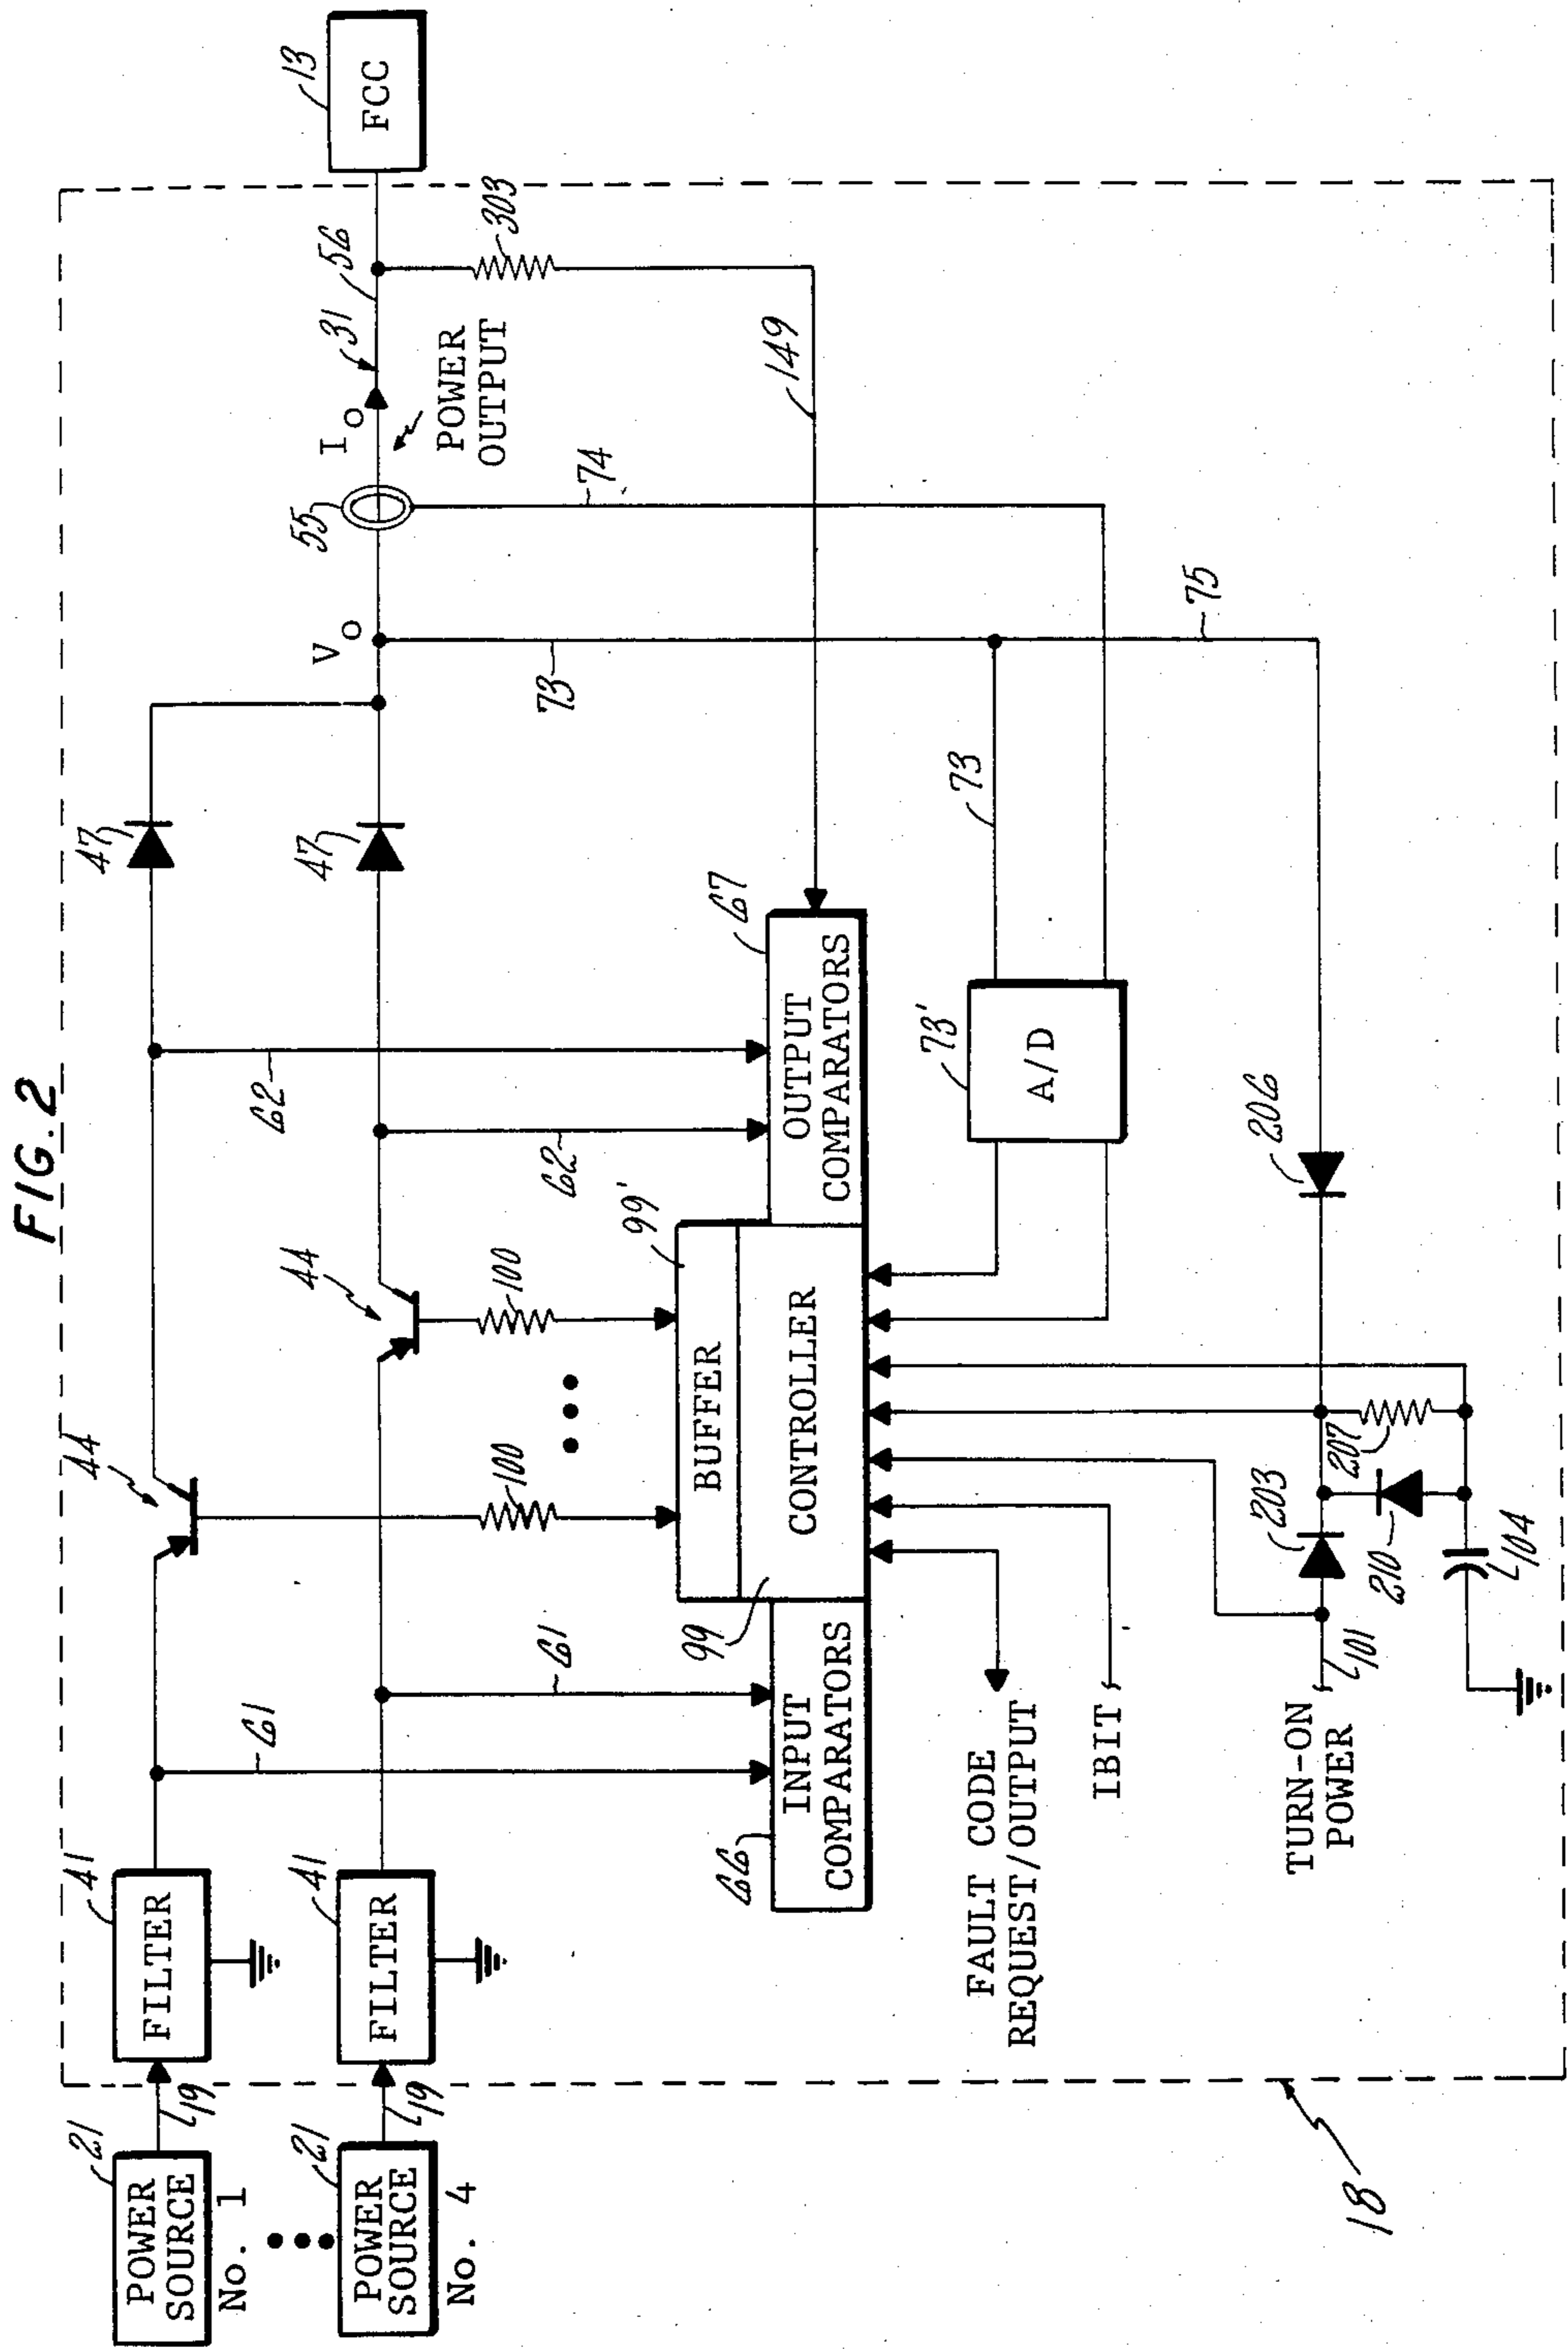 FIG. 2
21
POWER
SOURCE
No. 1
19
41
FILTER
44
47
61
62
21
POWER
SOURCE
No. 4
19
41
FILTER
44
47
61
62
100
100
V O
55
I O
31
56
13
FCC
POWER
OUTPUT
303
73
74
149
66
INPUT
COMPARATORS
99'
BUFFER
99
CONTROLLER
67
OUTPUT
COMPARATORS
73'
A/D
73
75
FAULT CODE
REQUEST/OUTPUT
IBIT
TURN-ON
POWER
101
203
206
207
210
104
18